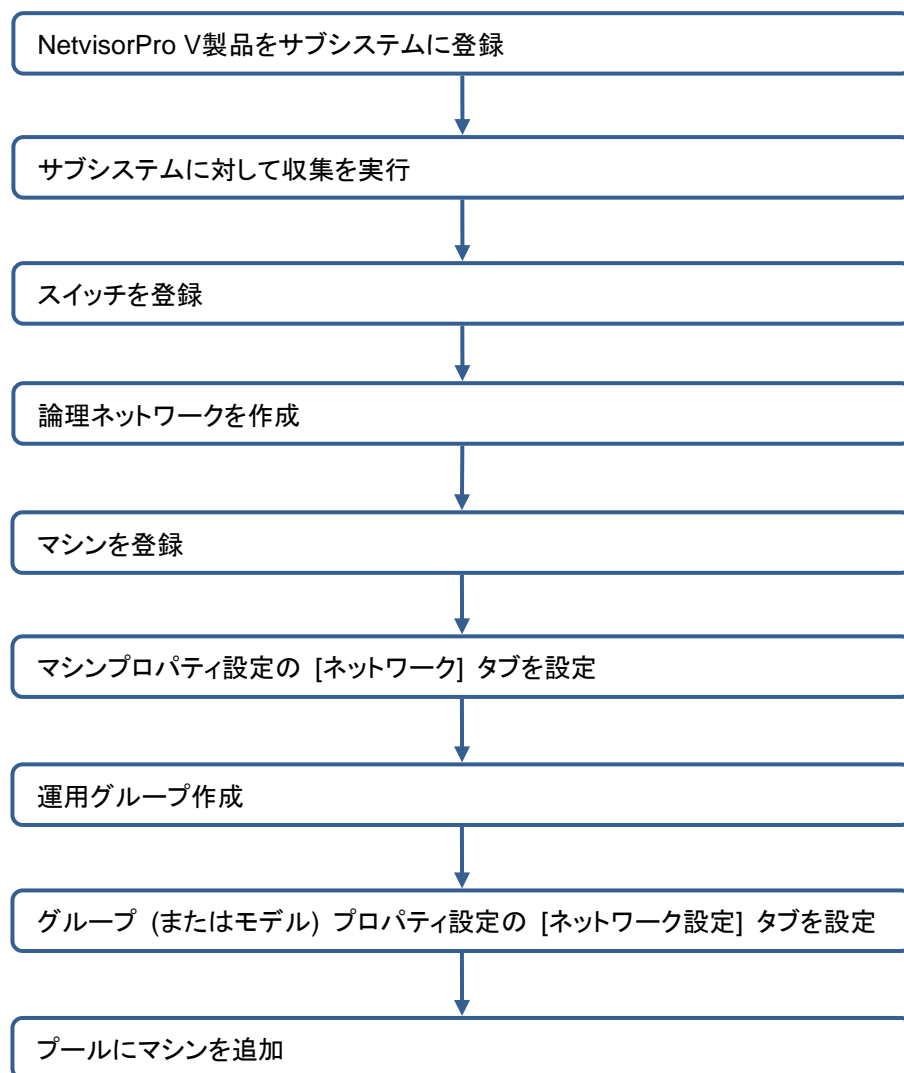 NetvisorPro V製品をサブシステムに登録
サブシステムに対して収集を実行
スイッチを登録
論理ネットワークを作成
マシンを登録
マシンプロパティ設定の [ネットワーク] タブを設定
運用グループ作成
グループ (またはモデル) プロパティ設定の [ネットワーク設定] タブを設定
プールにマシンを追加